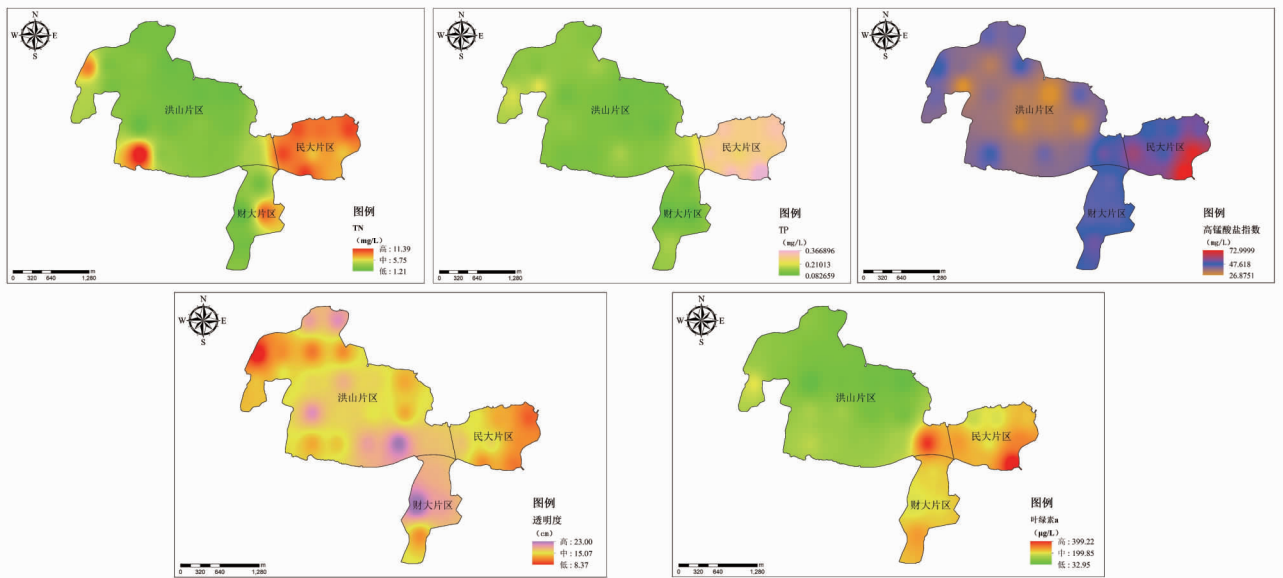 N
W
E
S
洪山片区
民大片区
财大片区
图例
TN
(mg/L)
高：11.39
中：5.75
低：1.21
0 320 640 1,280 m
N
W
E
S
洪山片区
民大片区
财大片区
图例
TP
(mg/L)
0.366896
0.21013
0.082659
0 320 640 1,280 m
N
W
E
S
洪山片区
民大片区
财大片区
图例
高锰酸盐指数
(mg/L)
72.9999
47.618
26.8751
0 320 640 1,280 m
N
W
E
S
洪山片区
民大片区
财大片区
图例
透明度
(cm)
高：23.00
中：15.07
低：8.37
0 320 640 1,280 m
N
W
E
S
洪山片区
民大片区
财大片区
图例
叶绿素a
(μg/L)
高：399.22
中：199.85
低：32.95
0 320 640 1,280 m